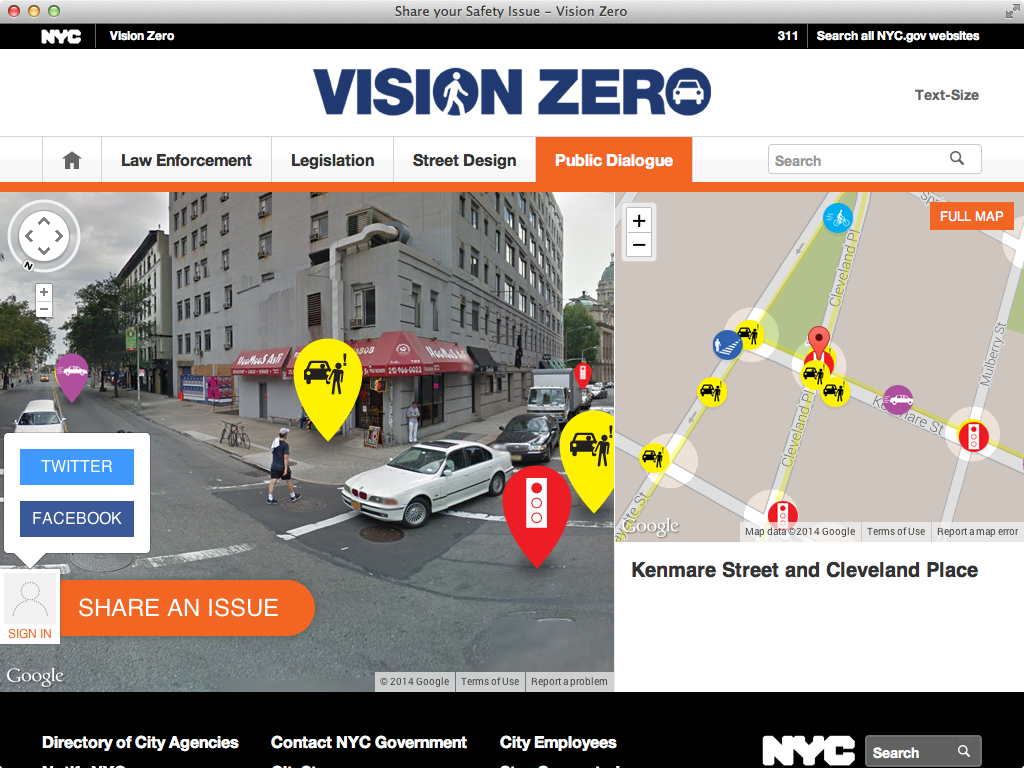 Share your Safety Issue – Vision Zero
NYC
Vision Zero
311
Search all NYC.gov websites
VISION ZERO
Text-Size
Law Enforcement
Legislation
Street Design
Public Dialogue
Search
N
+
−
TWITTER
FACEBOOK
SIGN IN
SHARE AN ISSUE
Google
© 2014 Google
Terms of Use
Report a problem
+
−
FULL MAP
Cleveland Pl
Mulberry St
Kenmare St
Cleveland Pl
Google
Map data ©2014 Google
Terms of Use
Report a map error
Kenmare Street and Cleveland Place
Directory of City Agencies
Contact NYC Government
City Employees
NYC
Search